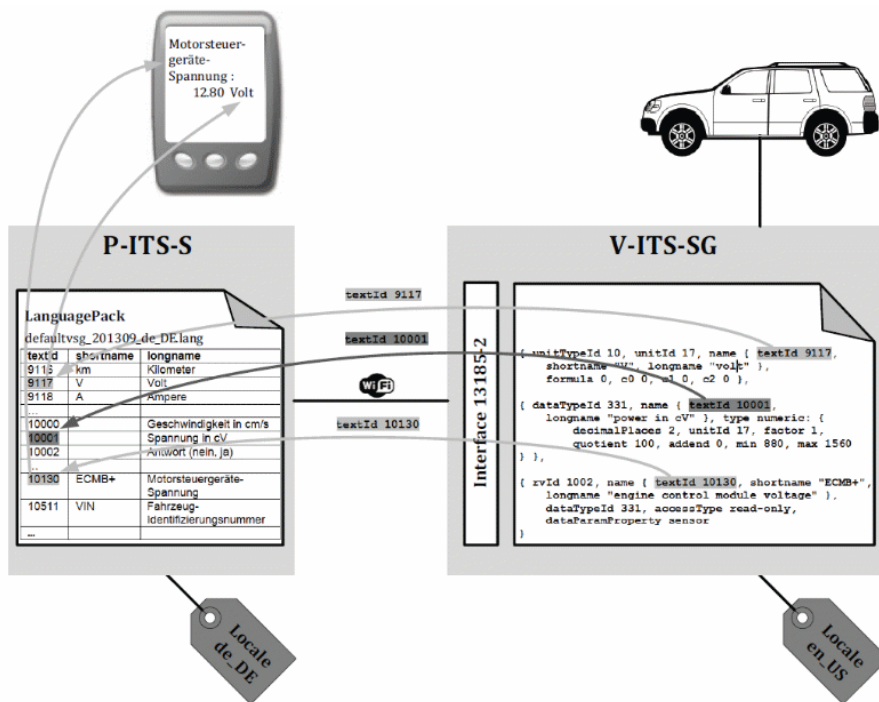 Motorsteuer-
geräte-
Spannung :
12.80 Volt
P-ITS-S
LanguagePack
defaultvsg_201309_de_DE.lang
textid shortname longname
9116 km Kilometer
9117 V Volt
9118 A Ampere
...
10000 Geschwindigkeit in cm/s
10001 Spannung in cV
10002 Antwort (nein, ja)
...
10130 ECMB+ Motorsteuergeräte-
Spannung
10511 VIN Fahrzeug-
Identifizierungsnummer
...
Locale
de_DE
textId 9117
textId 10001
WiFi
textId 10130
V-ITS-SG
Interface 13185-2
{ unitTypeId 10, unitId 17, name { textId 9117,
shortname "V", longname "volt" },
formula 0, c0 0, c1 0, c2 0 },
{ dataTypeId 331, name { textId 10001,
longname "power in cV" }, type numeric: {
decimalPlaces 2, unitId 17, factor 1,
quotient 100, addend 0, min 880, max 1560
} },
{ rvId 1002, name { textId 10130, shortname "ECMB+",
longname "engine control module voltage" },
dataTypeId 331, accessType read-only,
dataParamProperty sensor
}
Locale
en_US